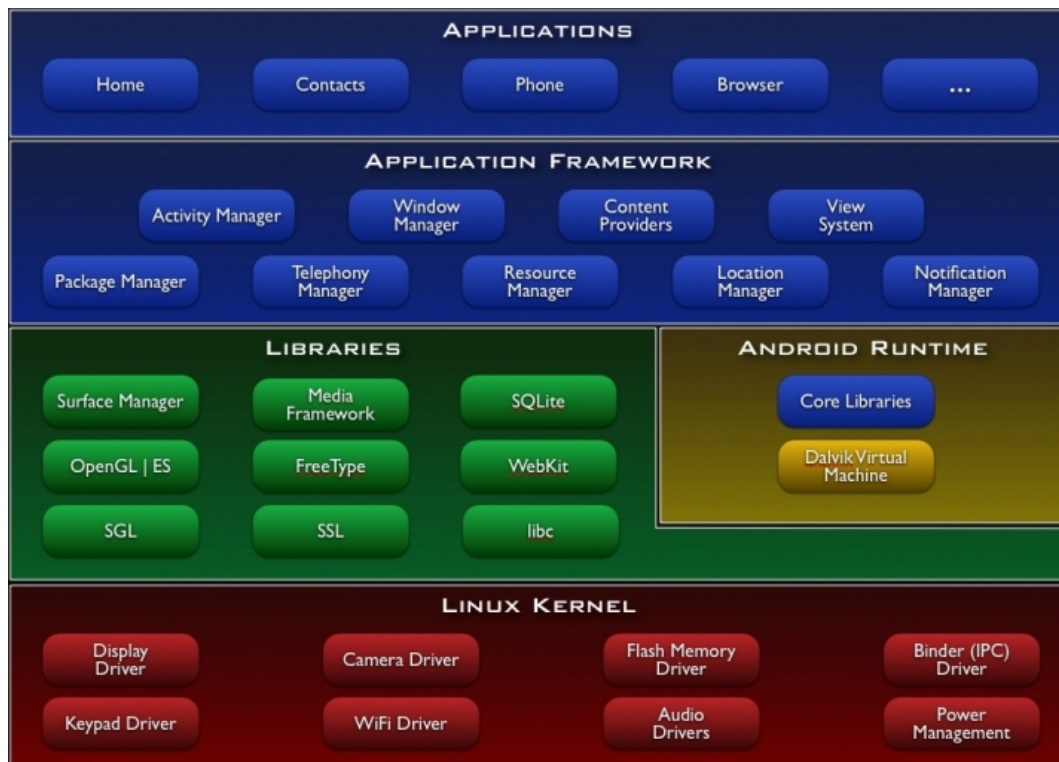 APPLICATIONS
Home
Contacts
Phone
Browser
...
APPLICATION FRAMEWORK
Activity Manager
Window
Manager
Content
Providers
View
System
Package Manager
Telephony
Manager
Resource
Manager
Location
Manager
Notification
Manager
LIBRARIES
Surface Manager
Media
Framework
SQLite
OpenGL | ES
FreeType
WebKit
SGL
SSL
libc
ANDROID RUNTIME
Core Libraries
Dalvik Virtual
Machine
LINUX KERNEL
Display
Driver
Camera Driver
Flash Memory
Driver
Binder (IPC)
Driver
Keypad Driver
WiFi Driver
Audio
Drivers
Power
Management